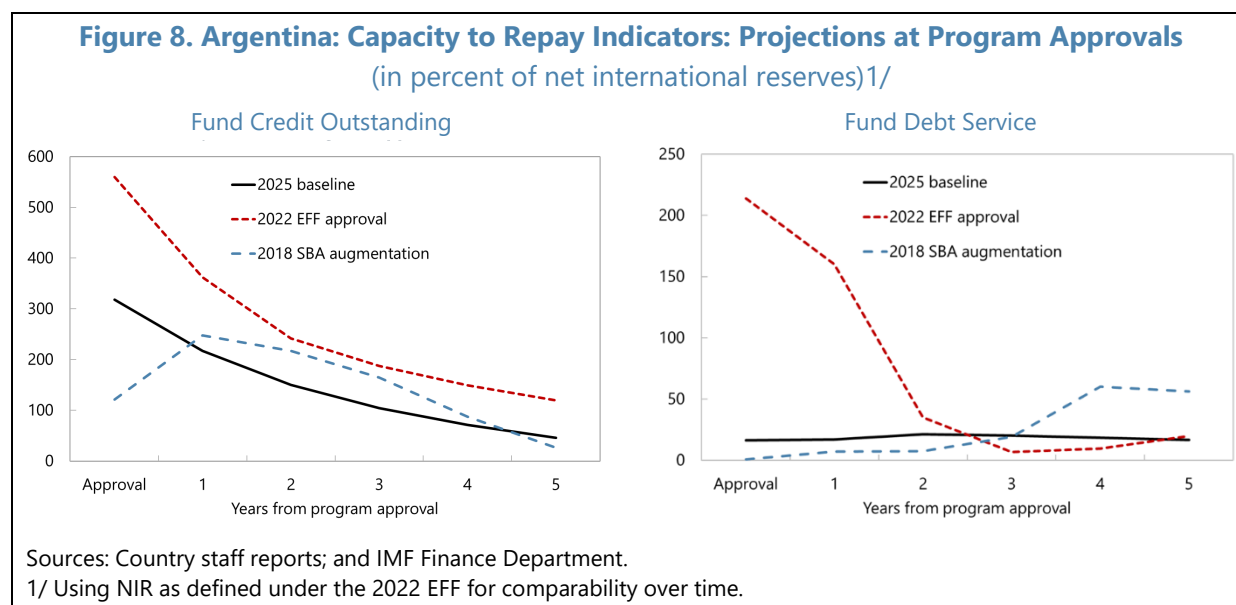 Figure 8. Argentina: Capacity to Repay Indicators: Projections at Program Approvals
(in percent of net international reserves)1/
Fund Credit Outstanding
600
500
400
300
200
100
0
2025 baseline
2022 EFF approval
2018 SBA augmentation
Approval 1 2 3 4 5
Years from program approval
Fund Debt Service
250
200
150
100
50
0
2025 baseline
2022 EFF approval
2018 SBA augmentation
Approval 1 2 3 4 5
Years from program approval
Sources: Country staff reports; and IMF Finance Department.
1/ Using NIR as defined under the 2022 EFF for comparability over time.